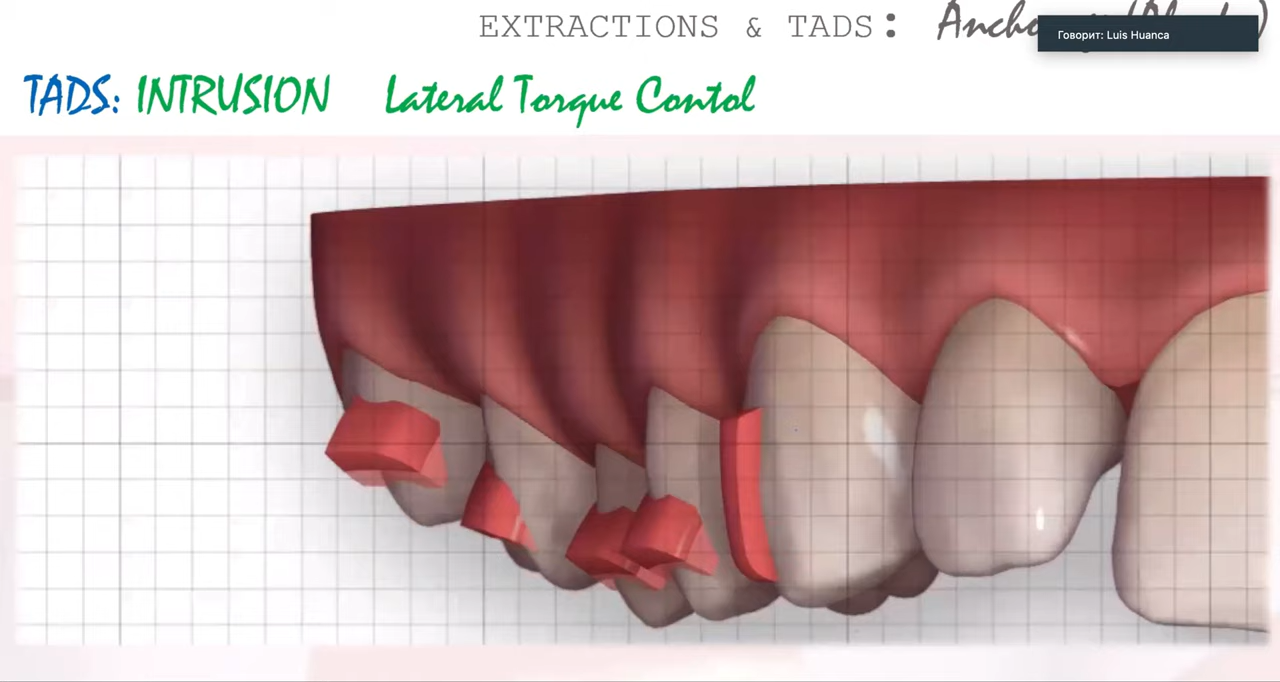 EXTRACTIONS & TADS:
Говорит: Luis Huanca
TADS: INTRUSION Lateral Torque Contol